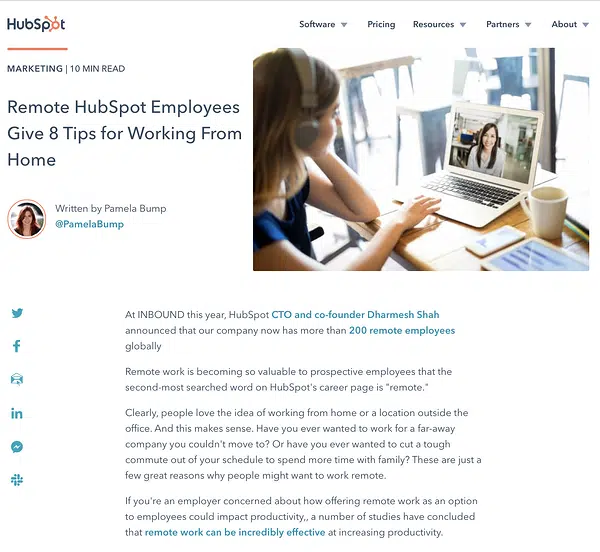 HubSpot
Software
Pricing
Resources
Partners
About
MARKETING | 10 MIN READ
Remote HubSpot Employees
Give 8 Tips for Working From
Home
Written by Pamela Bump
@PamelaBump
At INBOUND this year, HubSpot CTO and co-founder Dharmesh Shah
announced that our company now has more than 200 remote employees
globally
Remote work is becoming so valuable to prospective employees that the
second-most searched word on HubSpot's career page is "remote."
Clearly, people love the idea of working from home or a location outside the
office. And this makes sense. Have you ever wanted to work for a far-away
company you couldn't move to? Or have you ever wanted to cut a tough
commute out of your schedule to spend more time with family? These are just a
few great reasons why people might want to work remote.
If you're an employer concerned about how offering remote work as an option
to employees could impact productivity,, a number of studies have concluded
that remote work can be incredibly effective at increasing productivity.